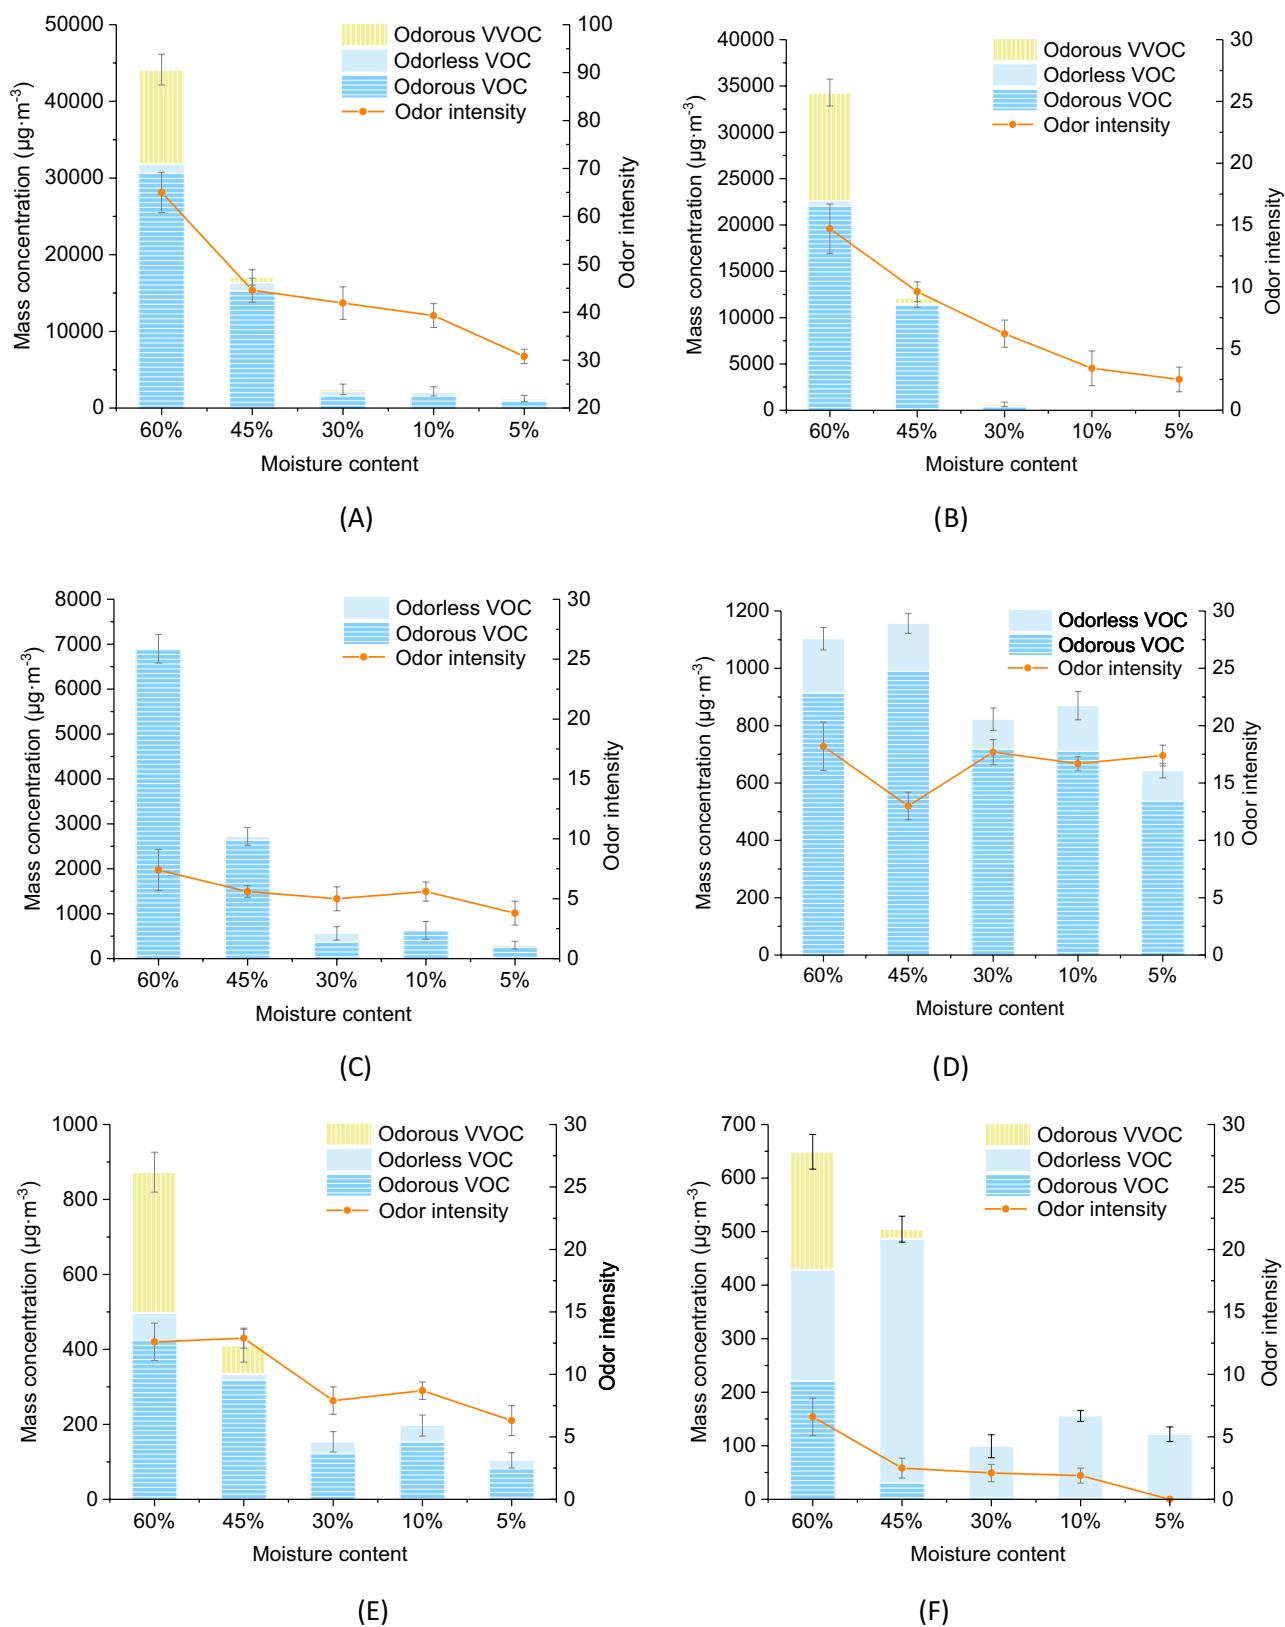 50000
40000
30000
20000
10000
0
Mass concentration (µg·m⁻³)
Odorous VVOC
Odorless VOC
Odorous VOC
Odor intensity
100
90
80
70
60
50
40
30
20
Odor intensity
60% 45% 30% 10% 5%
Moisture content
(A)
40000
35000
30000
25000
20000
15000
10000
5000
0
Mass concentration (µg·m⁻³)
Odorous VVOC
Odorless VOC
Odorous VOC
Odor intensity
30
25
20
15
10
5
0
Odor intensity
60% 45% 30% 10% 5%
Moisture content
(B)
8000
7000
6000
5000
4000
3000
2000
1000
0
Mass concentration (µg·m⁻³)
Odorless VOC
Odorous VOC
Odor intensity
30
25
20
15
10
5
0
Odor intensity
60% 45% 30% 10% 5%
Moisture content
(C)
1200
1000
800
600
400
200
0
Mass concentration (µg·m⁻³)
Odorless VOC
Odorous VOC
Odor intensity
30
25
20
15
10
5
0
Odor intensity
60% 45% 30% 10% 5%
Moisture content
(D)
1000
800
600
400
200
0
Mass concentration (µg·m⁻³)
Odorous VVOC
Odorless VOC
Odorous VOC
Odor intensity
30
25
20
15
10
5
0
Odor intensity
60% 45% 30% 10% 5%
Moisture content
(E)
700
600
500
400
300
200
100
0
Mass concentration (µg·m⁻³)
Odorous VVOC
Odorless VOC
Odorous VOC
Odor intensity
30
25
20
15
10
5
0
Odor intensity
60% 45% 30% 10% 5%
Moisture content
(F)